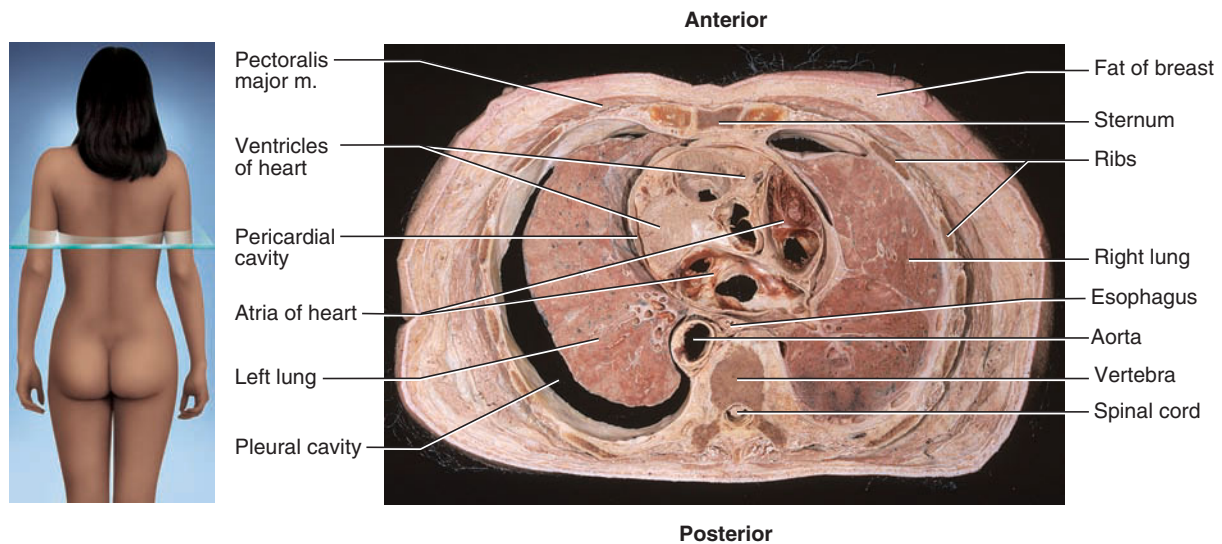 Anterior
Pectoralis
major m.
Ventricles
of heart
Pericardial
cavity
Atria of heart
Left lung
Pleural cavity
Fat of breast
Sternum
Ribs
Right lung
Esophagus
Aorta
Vertebra
Spinal cord
Posterior